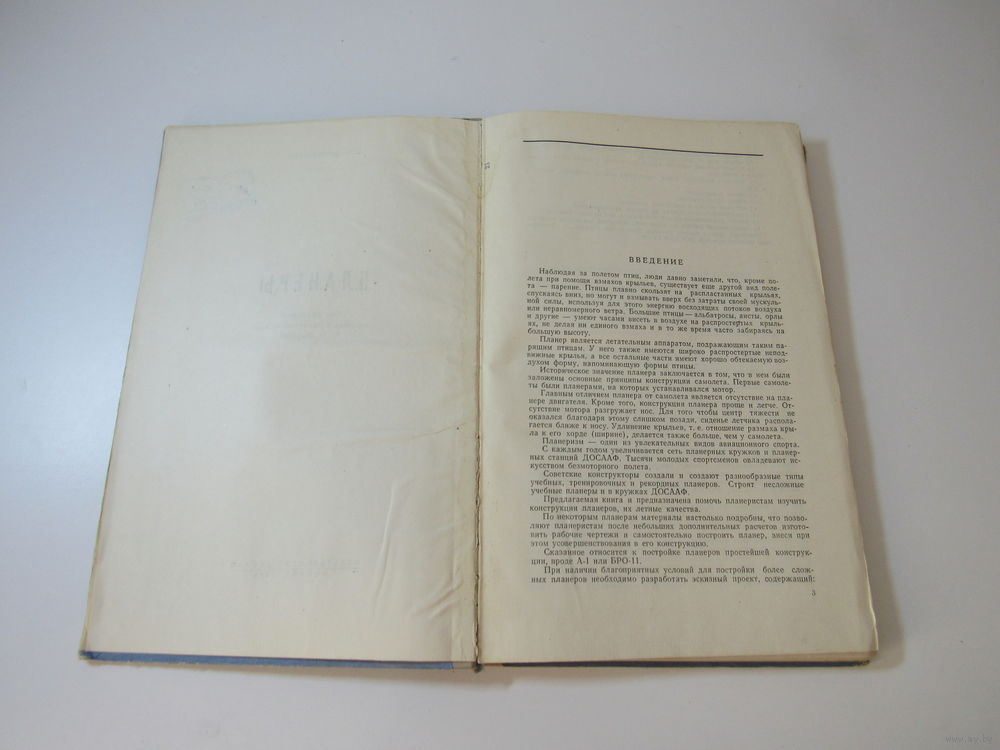 ПЛАНЕРЫ
ВВЕДЕНИЕ
Наблюдая за полетом птиц, люди давно заметили, что, кроме по-
лета при помощи взмахов крыльев, существует еще другой вид поле-
та — парение. Птицы плавно скользят на распластанных крыльях,
спускаясь вниз, но могут и взмывать вверх без затраты своей мускуль-
ной силы, используя для этого энергию восходящих потоков воздуха
или неравномерного ветра. Большие птицы — альбатросы, аисты, орлы
и другие — умеют часами висеть в воздухе на распростертых крыль-
ях, не делая ни единого взмаха и в то же время часто забираясь на
большую высоту.
Планер является летательным аппаратом, подражающим таким па-
рящим птицам. У него также имеются широко распростертые непод-
вижные крылья, а все остальные части имеют хорошо обтекаемую воз-
духом форму, напоминающую формы птицы.
Историческое значение планера заключается в том, что в нем были
заложены основные принципы конструкции самолета. Первые самоле-
ты были планерами, на которых устанавливался мотор.
Главным отличием планера от самолета является отсутствие на пла-
нере двигателя. Кроме того, конструкция планера проще и легче. От-
сутствие мотора разгружает нос. Для того чтобы центр тяжести не
оказался благодаря этому слишком позади, сиденье летчика распола-
гается ближе к носу. Удлинение крыльев, т. е. отношение размаха кры-
ла к его хорде (ширине), делается также больше, чем у самолета.
Планеризм — один из увлекательных видов авиационного спорта.
С каждым годом увеличивается сеть планерных кружков и планер-
ных станций ДОСААФ. Тысячи молодых спортсменов овладевают ис-
кусством безмоторного полета.
Советские конструкторы создали и создают разнообразные типы
учебных, тренировочных и рекордных планеров. Строят несложные
учебные планеры и в кружках ДОСААФ.
Предлагаемая книга и предназначена помочь планеристам изучить
конструкции планеров, их летные качества.
По некоторым планерам материалы настолько подробны, что позво-
ляют планеристам после небольших дополнительных расчетов изгото-
вить рабочие чертежи и самостоятельно построить планер, внеся при
этом усовершенствования в его конструкцию.
Сказанное относится к постройке планеров простейшей конструк-
ции, вроде А-1 или БРО-11.
При наличии благоприятных условий для постройки более слож-
ных планеров необходимо разработать эскизный проект, содержащий:
3
www.ay.by